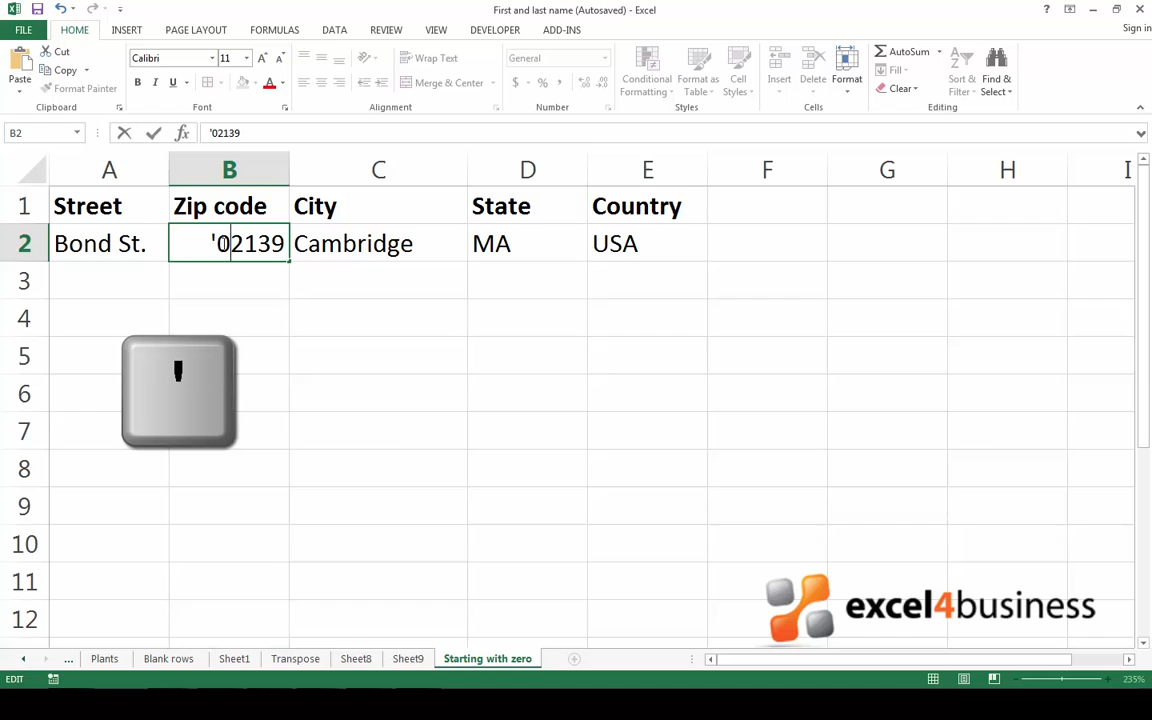 First and last name (Autosaved) - Excel
FILE HOME INSERT PAGE LAYOUT FORMULAS DATA REVIEW VIEW DEVELOPER ADD-INS Sign in
Paste Cut Copy Format Painter Clipboard
Calibri 11 B I U Font
Wrap Text Merge & Center Alignment
General $ % Number
Conditional Formatting Format as Table Cell Styles Styles
Insert Delete Format Cells
AutoSum Fill Clear Sort & Filter Find & Select Editing
B2 fx '02139
A B C D E F G H I
1 Street Zip code City State Country
2 Bond St. '02139 Cambridge MA USA
3
4
5
6
7
8
9
10
11
12
'
excel4business
... Plants Blank rows Sheet1 Transpose Sheet8 Sheet9 Starting with zero
EDIT 235%